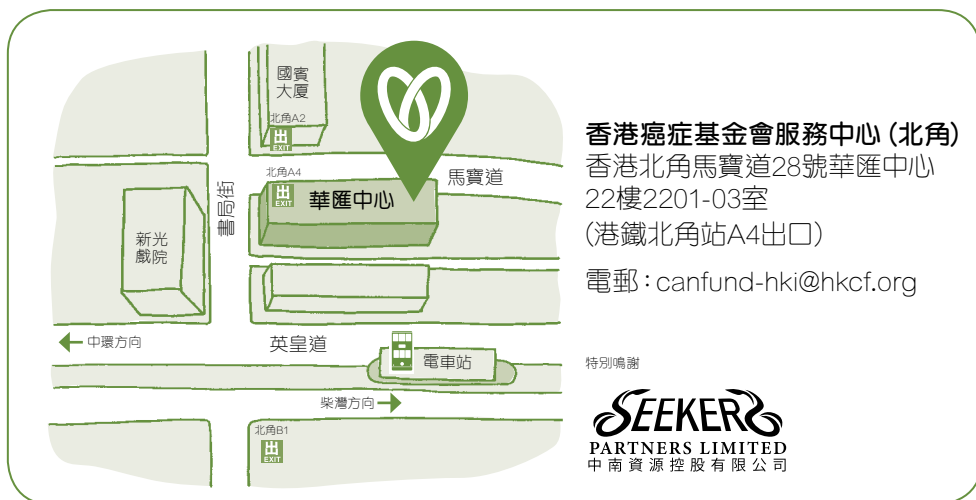 國賓
大厦
北角A2
出
EXIT
北角A4
出
EXIT
華匯中心
馬寶道
書局街
新光
戲院
中環方向
英皇道
電車站
柴灣方向
北角B1
出
EXIT
香港癌症基金會服務中心 (北角)
香港北角馬寶道28號華匯中心
22樓2201-03室
(港鐵北角站A4出口)
電郵：canfund-hki@hkcf.org
特別鳴謝
SEEKERS
PARTNERS LIMITED
中南資源控股有限公司